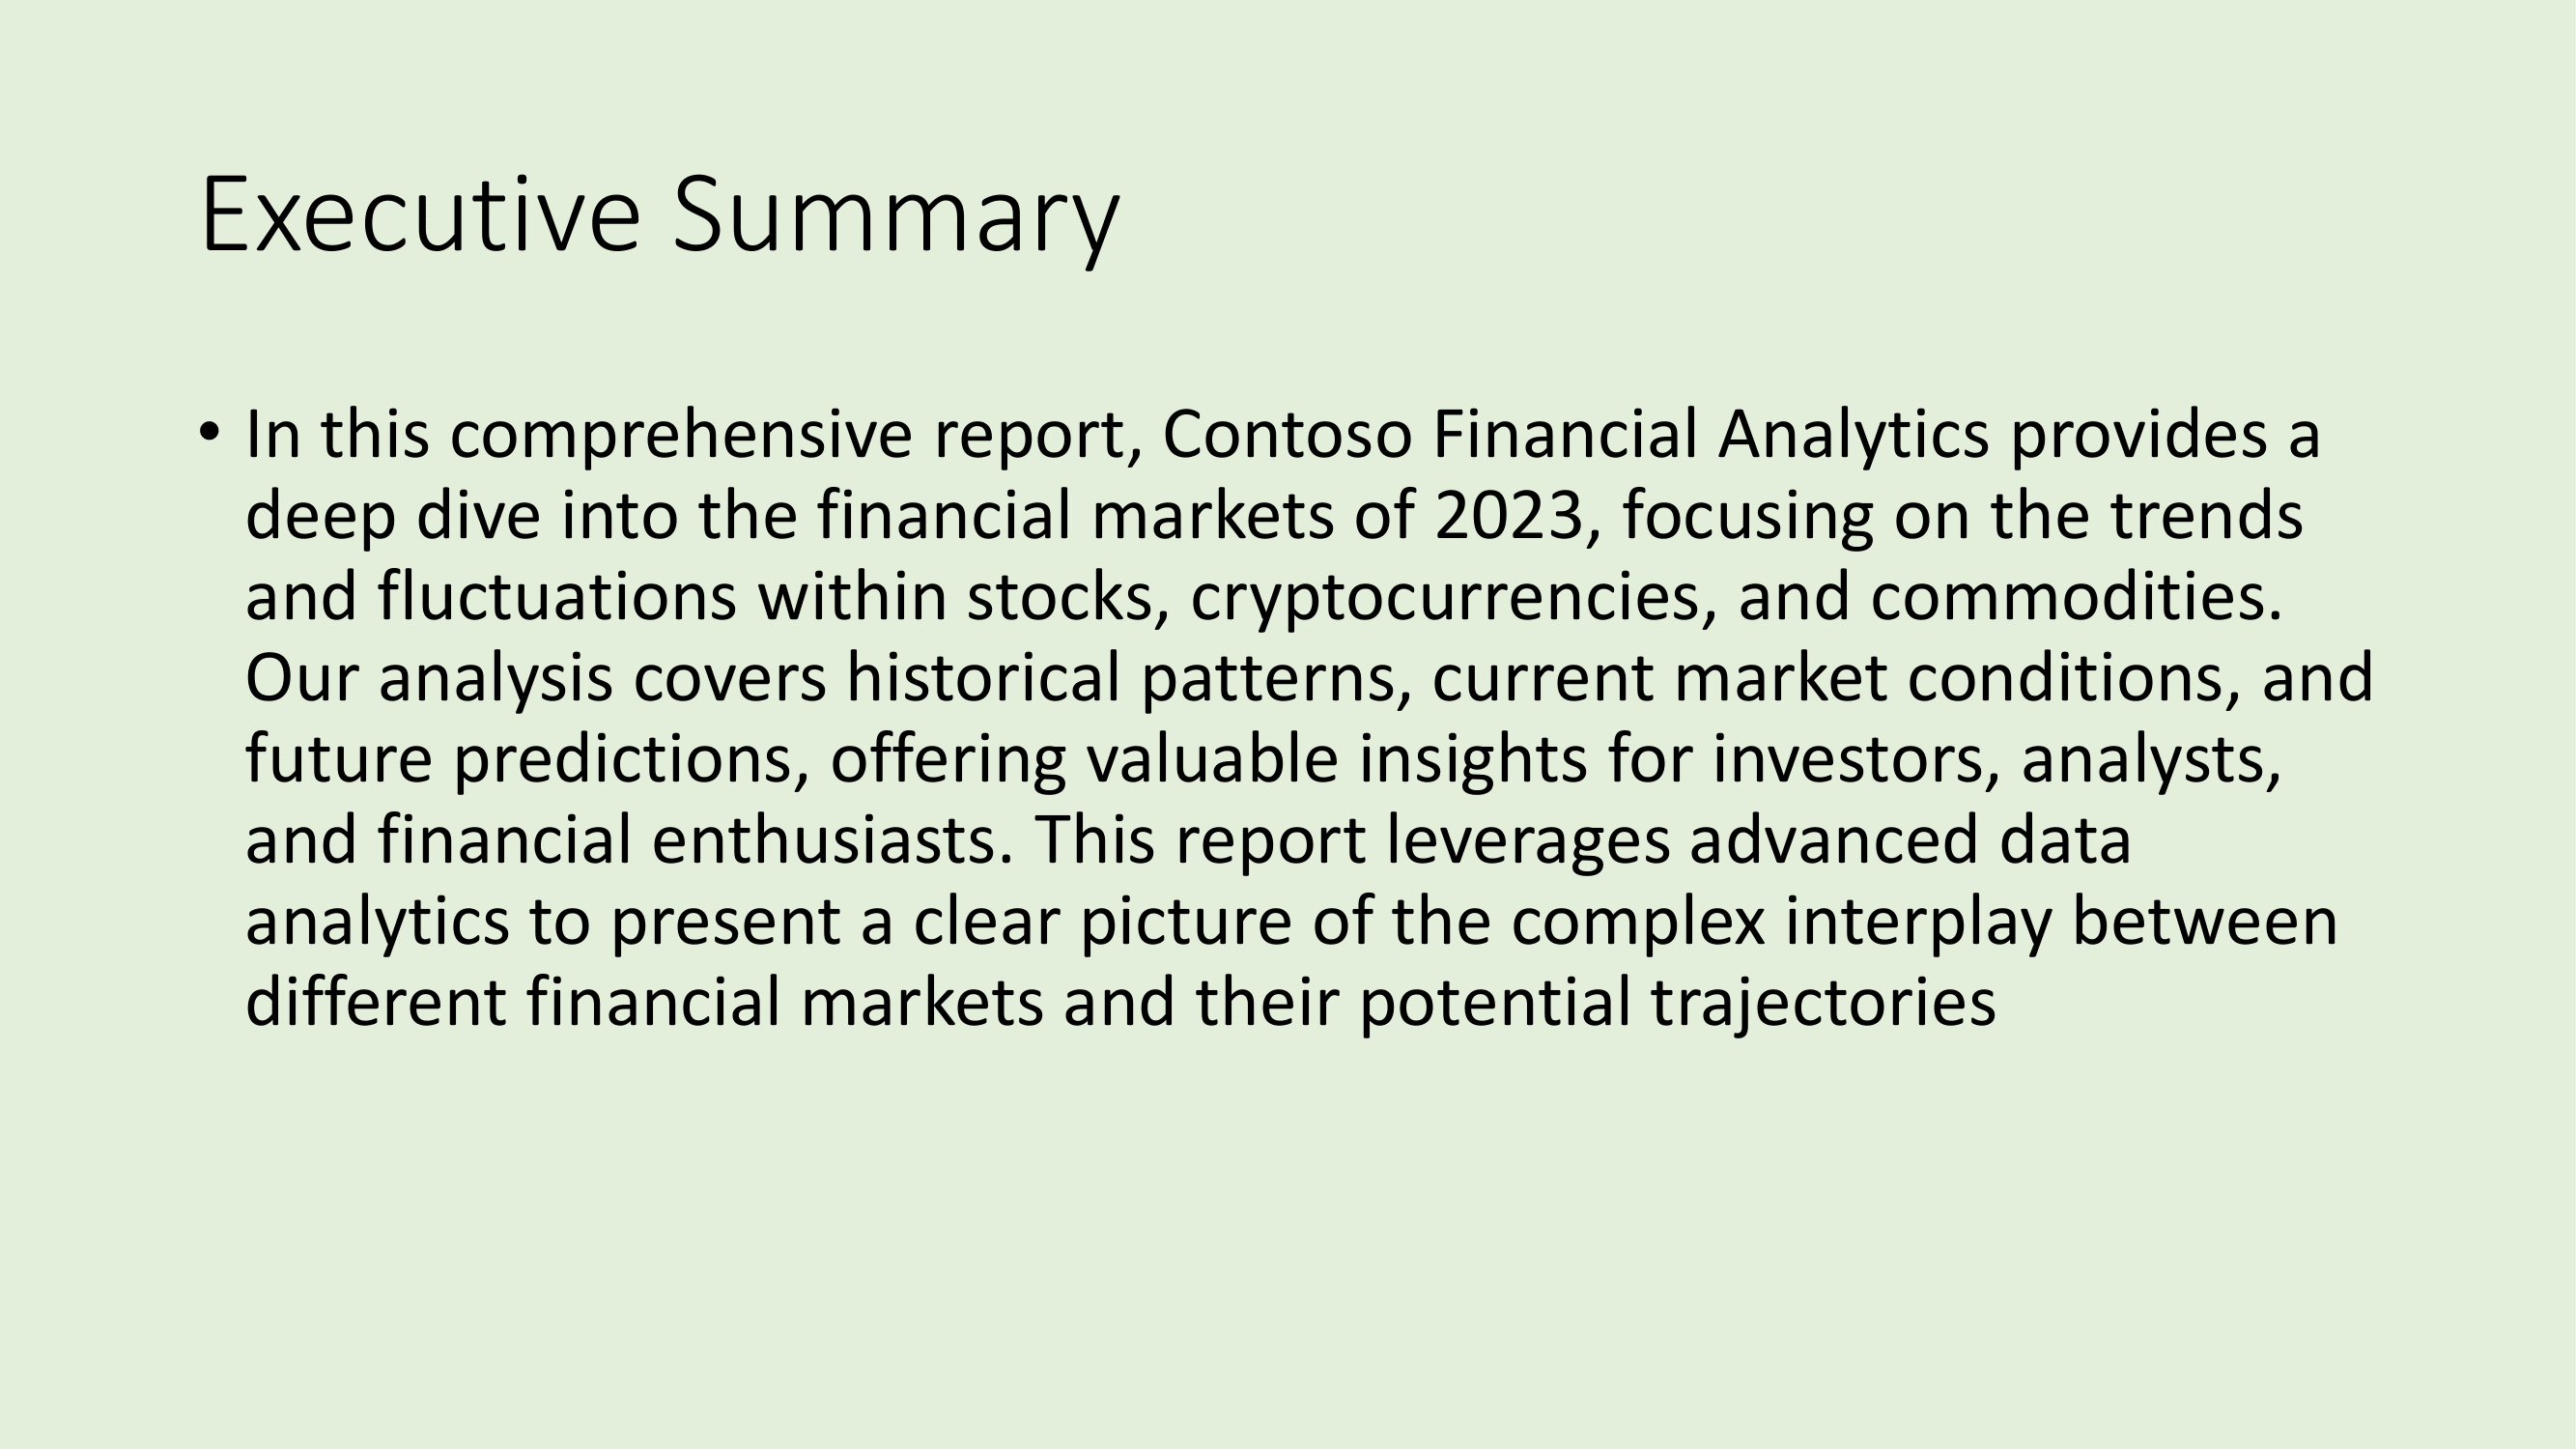 Executive Summary
• In this comprehensive report, Contoso Financial Analytics provides a
deep dive into the financial markets of 2023, focusing on the trends
and fluctuations within stocks, cryptocurrencies, and commodities.
Our analysis covers historical patterns, current market conditions, and
future predictions, offering valuable insights for investors, analysts,
and financial enthusiasts. This report leverages advanced data
analytics to present a clear picture of the complex interplay between
different financial markets and their potential trajectories